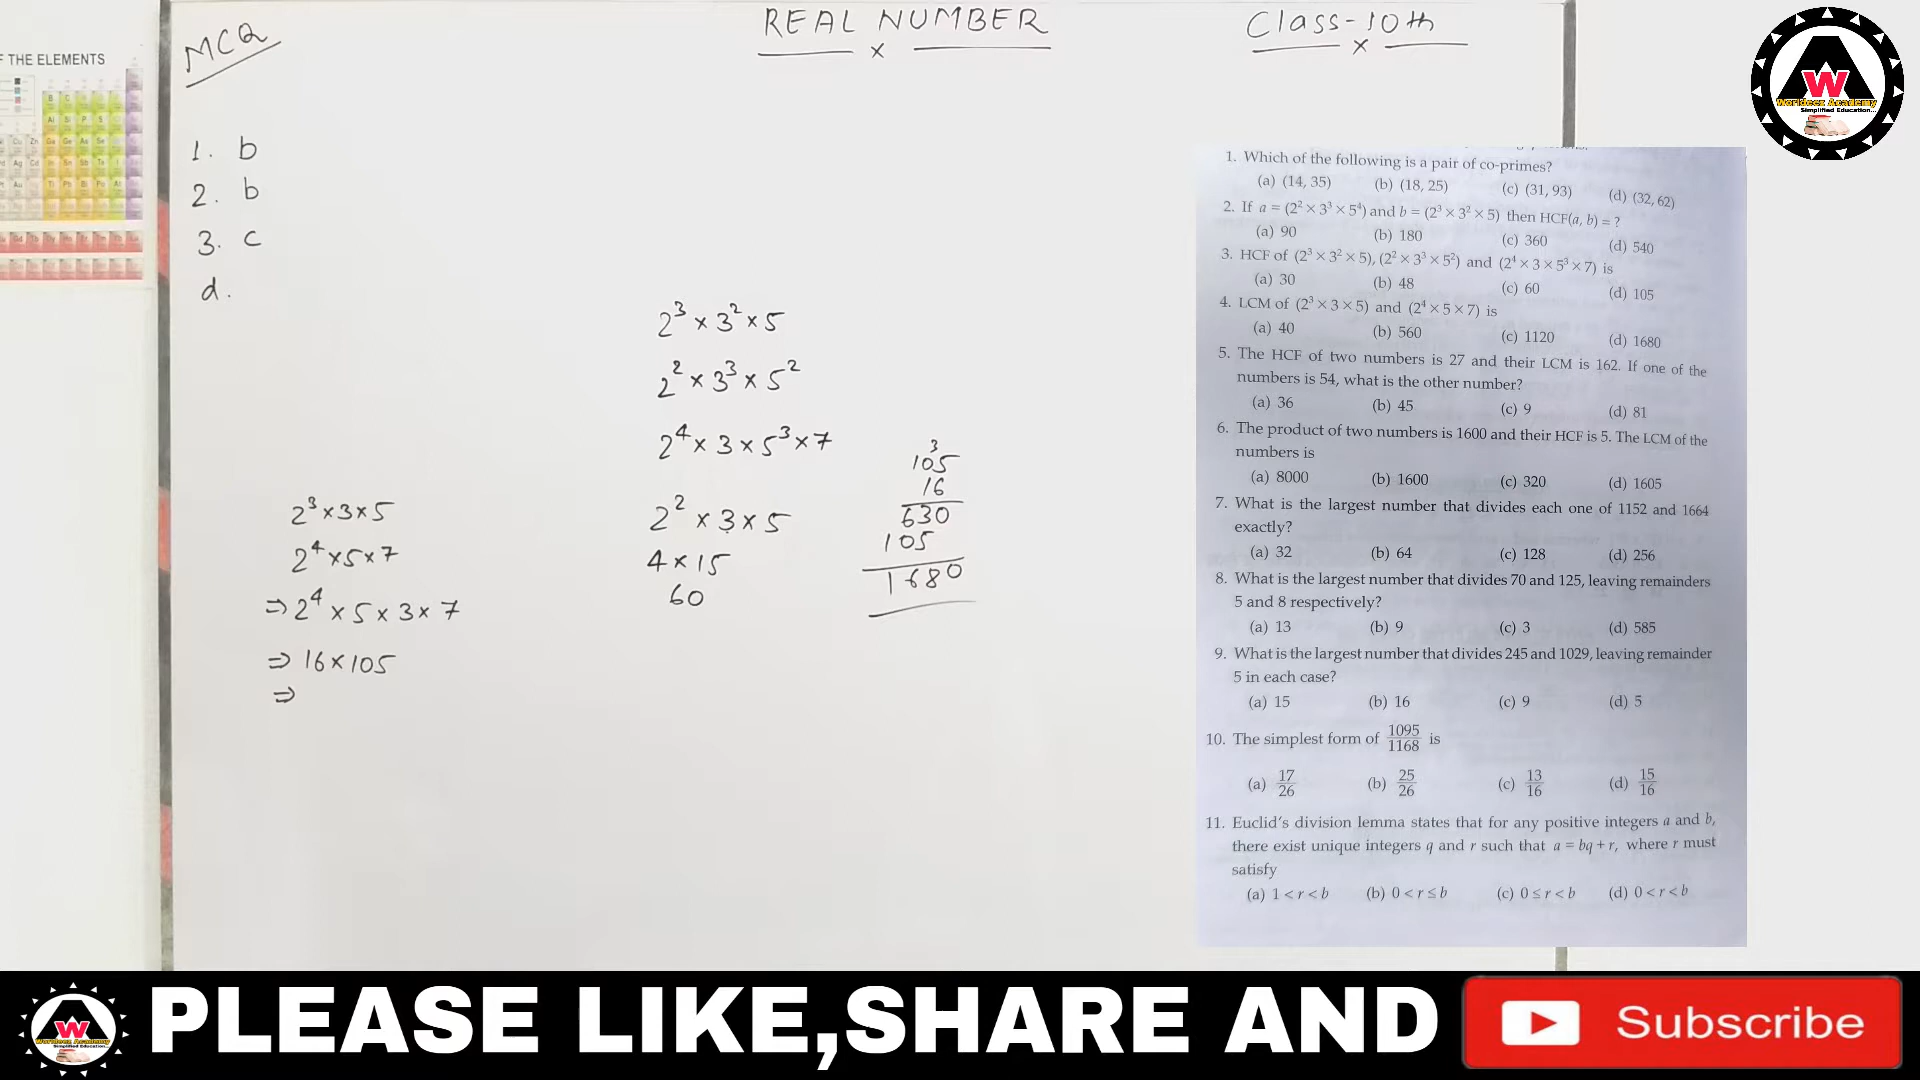 MCQ
REAL NUMBER
Class-10th
F THE ELEMENTS
W
Worldeez Academy
Simplified Education...
1. b
2. b
3. c
d.
2³ × 3² × 5
2² × 3³ × 5²
2⁴ × 3 × 5³ × 7
2² × 3 × 5
4 × 15
60
3
105
16
630
105
1680
2³ × 3 × 5
2⁴ × 5 × 7
⇒ 2⁴ × 5 × 3 × 7
⇒ 16 × 105
⇒
1. Which of the following is a pair of co-primes?
(a) (14, 35) (b) (18, 25) (c) (31, 93) (d) (32, 62)
2. If a = (2² × 3³ × 5⁴) and b = (2³ × 3² × 5) then HCF(a, b) = ?
(a) 90 (b) 180 (c) 360 (d) 540
3. HCF of (2³ × 3² × 5), (2² × 3³ × 5²) and (2⁴ × 3 × 5³ × 7) is
(a) 30 (b) 48 (c) 60 (d) 105
4. LCM of (2³ × 3 × 5) and (2⁴ × 5 × 7) is
(a) 40 (b) 560 (c) 1120 (d) 1680
5. The HCF of two numbers is 27 and their LCM is 162. If one of the
numbers is 54, what is the other number?
(a) 36 (b) 45 (c) 9 (d) 81
6. The product of two numbers is 1600 and their HCF is 5. The LCM of the
numbers is
(a) 8000 (b) 1600 (c) 320 (d) 1605
7. What is the largest number that divides each one of 1152 and 1664
exactly?
(a) 32 (b) 64 (c) 128 (d) 256
8. What is the largest number that divides 70 and 125, leaving remainders
5 and 8 respectively?
(a) 13 (b) 9 (c) 3 (d) 585
9. What is the largest number that divides 245 and 1029, leaving remainder
5 in each case?
(a) 15 (b) 16 (c) 9 (d) 5
10. The simplest form of 1095/1168 is
(a) 17/26 (b) 25/26 (c) 13/16 (d) 15/16
11. Euclid's division lemma states that for any positive integers a and b,
there exist unique integers q and r such that a = bq + r, where r must
satisfy
(a) 1 < r < b (b) 0 < r ≤ b (c) 0 ≤ r < b (d) 0 < r < b
PLEASE LIKE,SHARE AND
Subscribe